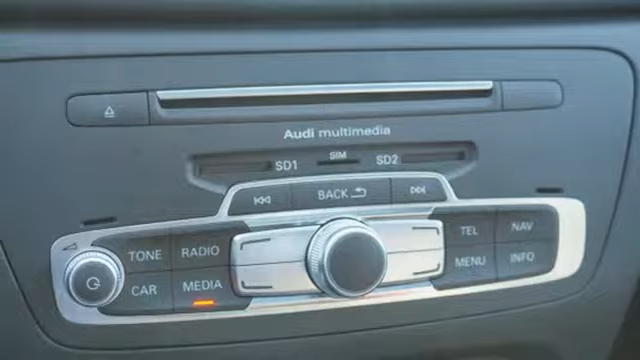 Audi multimedia
SD1 SIM SD2
BACK
TONE RADIO
CAR MEDIA
TEL NAV
MENU INFO